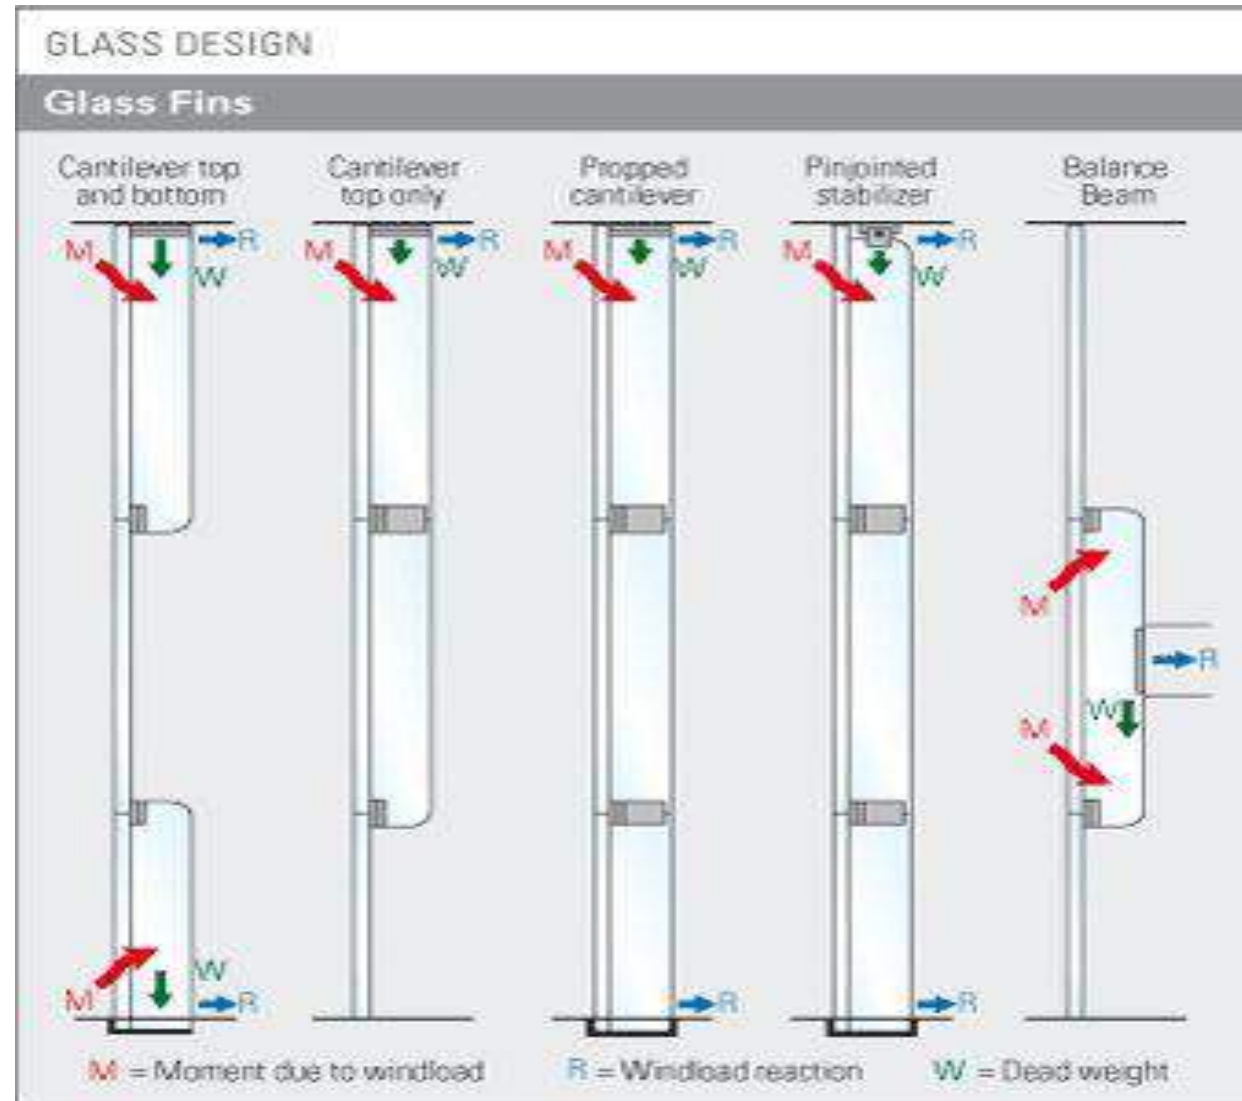 GLASS DESIGN
Glass Fins
Cantilever top
and bottom
Cantilever
top only
Propped
cantilever
Pinjointed
stabilizer
Balance
Beam
M
W
R
M
W
R
M
W
R
M
W
R
M
R
W
M
M
W
R
R
R
M = Moment due to windload
R = Windload reaction
W = Dead weight